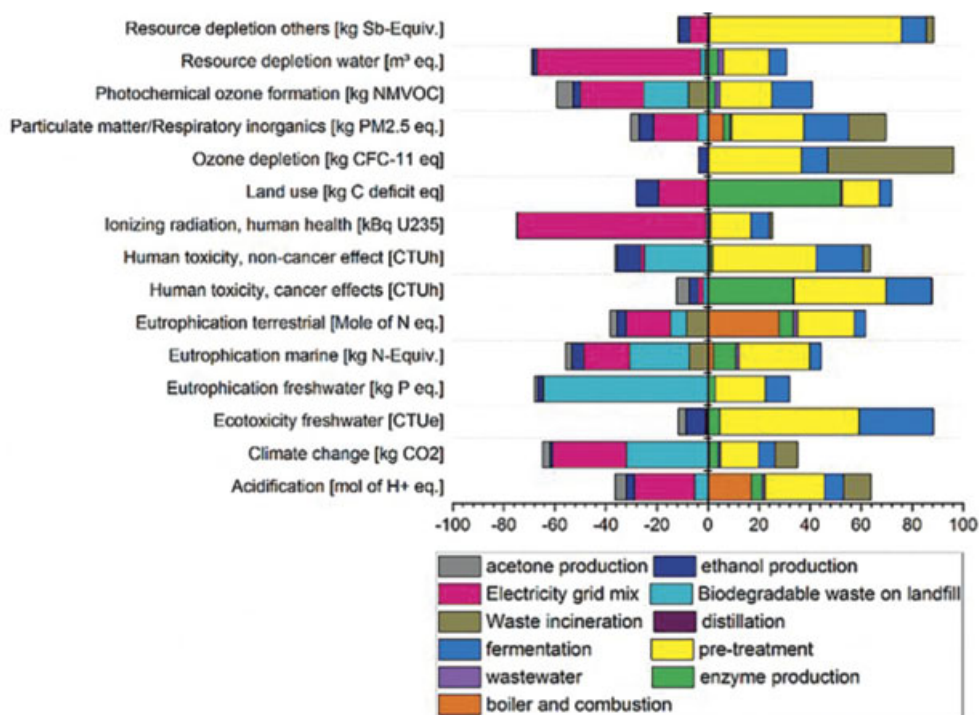 Resource depletion others [kg Sb-Equiv.]
Resource depletion water [m³ eq.]
Photochemical ozone formation [kg NMVOC]
Particulate matter/Respiratory inorganics [kg PM2.5 eq.]
Ozone depletion [kg CFC-11 eq]
Land use [kg C deficit eq]
Ionizing radiation, human health [kBq U235]
Human toxicity, non-cancer effect [CTUh]
Human toxicity, cancer effects [CTUh]
Eutrophication terrestrial [Mole of N eq.]
Eutrophication marine [kg N-Equiv.]
Eutrophication freshwater [kg P eq.]
Ecotoxicity freshwater [CTUe]
Climate change [kg CO2]
Acidification [mol of H+ eq.]
-100 -80 -60 -40 -20 0 20 40 60 80 100
acetone production ethanol production
Electricity grid mix Biodegradable waste on landfill
Waste incineration distillation
fermentation pre-treatment
wastewater enzyme production
boiler and combustion